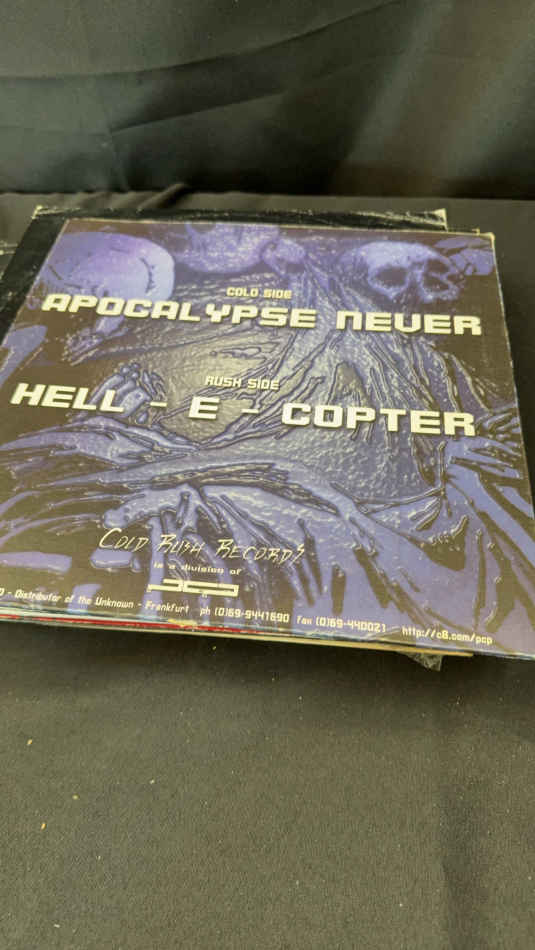 COLD SIDE
APOCALYPSE NEVER
RUSH SIDE
HELL - E - COPTER
COLD RUSH RECORDS
is a division of
- Distributor of the Unknown - Frankfurt ph (0)69-9441690 fax (0)69-440021 http://c8.com/pcp